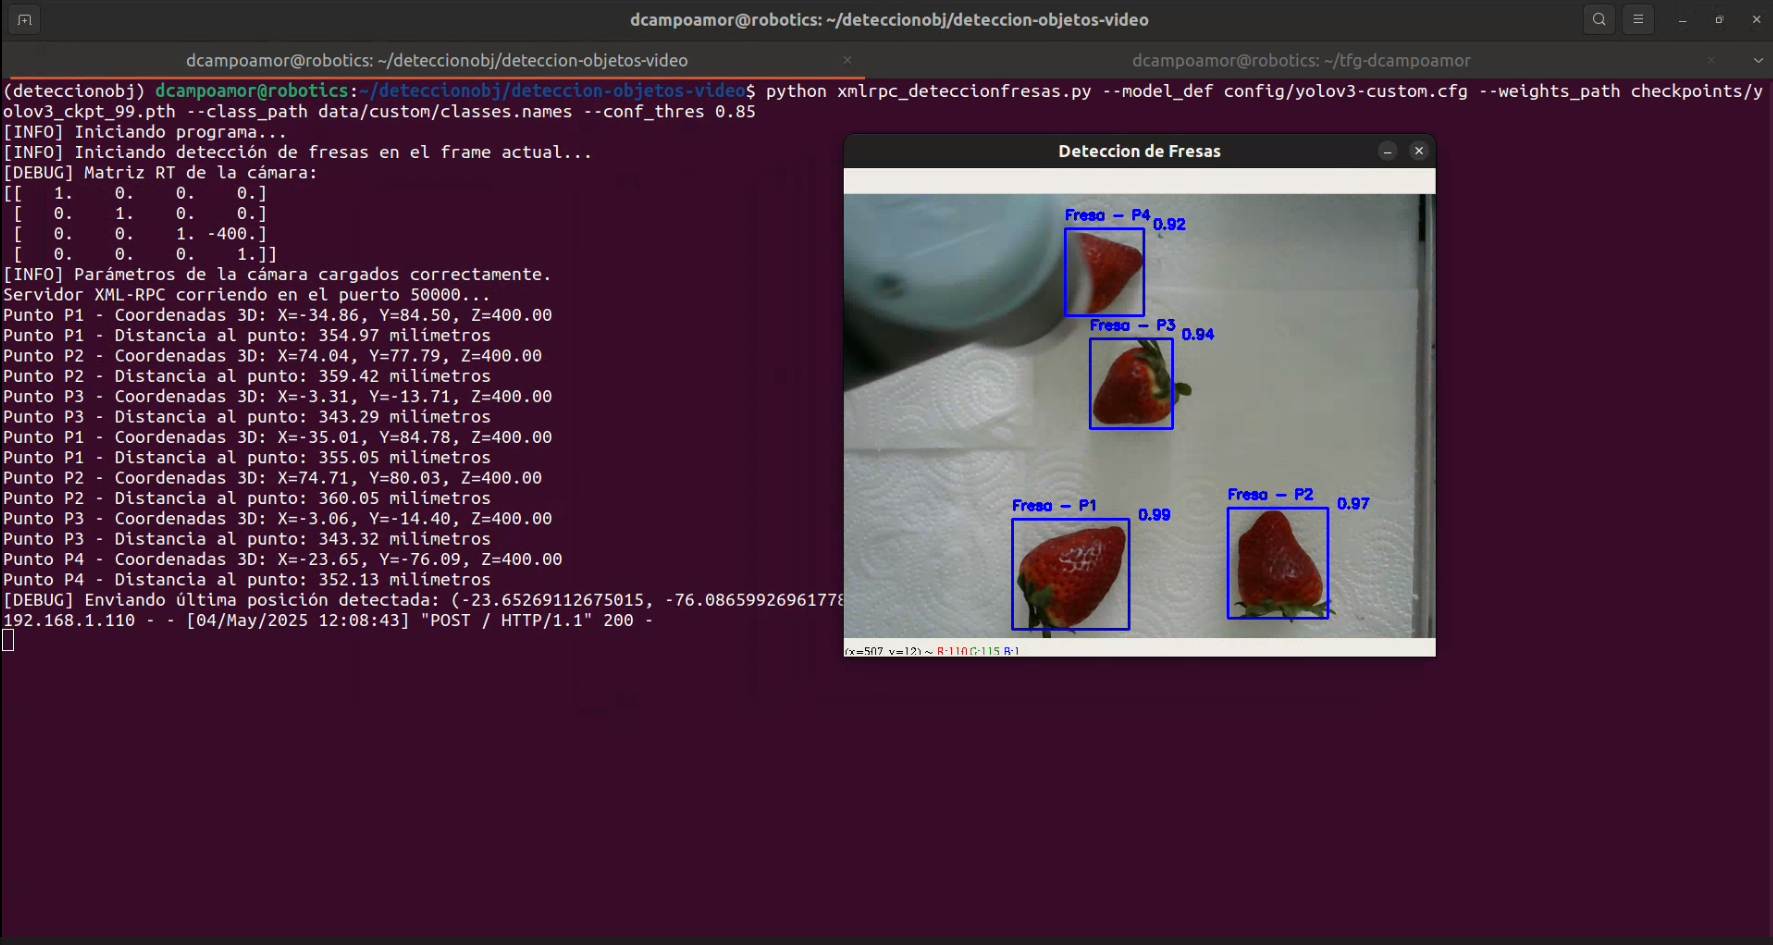 dcampoamor@robotics: ~/deteccionobj/deteccion-objetos-video
dcampoamor@robotics: ~/deteccionobj/deteccion-objetos-video
dcampoamor@robotics: ~/tfg-dcampoamor
(deteccionobj) dcampoamor@robotics:~/deteccionobj/deteccion-objetos-video$ python xmlrpc_deteccionfresas.py --model_def config/yolov3-custom.cfg --weights_path checkpoints/y
olov3_ckpt_99.pth --class_path data/custom/classes.names --conf_thres 0.85
[INFO] Iniciando programa...
[INFO] Iniciando detección de fresas en el frame actual...
[DEBUG] Matriz RT de la cámara:
[[ 1. 0. 0. 0.]
[ 0. 1. 0. 0.]
[ 0. 0. 1. -400.]
[ 0. 0. 0. 1.]]
[INFO] Parámetros de la cámara cargados correctamente.
Servidor XML-RPC corriendo en el puerto 50000...
Punto P1 - Coordenadas 3D: X=-34.86, Y=84.50, Z=400.00
Punto P1 - Distancia al punto: 354.97 milímetros
Punto P2 - Coordenadas 3D: X=74.04, Y=77.79, Z=400.00
Punto P2 - Distancia al punto: 359.42 milímetros
Punto P3 - Coordenadas 3D: X=-3.31, Y=-13.71, Z=400.00
Punto P3 - Distancia al punto: 343.29 milímetros
Punto P1 - Coordenadas 3D: X=-35.01, Y=84.78, Z=400.00
Punto P1 - Distancia al punto: 355.05 milímetros
Punto P2 - Coordenadas 3D: X=74.71, Y=80.03, Z=400.00
Punto P2 - Distancia al punto: 360.05 milímetros
Punto P3 - Coordenadas 3D: X=-3.06, Y=-14.40, Z=400.00
Punto P3 - Distancia al punto: 343.32 milímetros
Punto P4 - Coordenadas 3D: X=-23.65, Y=-76.09, Z=400.00
Punto P4 - Distancia al punto: 352.13 milímetros
[DEBUG] Enviando última posición detectada: (-23.65269112675015, -76.08659926961778
192.168.1.110 - - [04/May/2025 12:08:43] "POST / HTTP/1.1" 200 -
Deteccion de Fresas
Fresa - P4 0.92
Fresa - P3 0.94
Fresa - P1 0.99
Fresa - P2 0.97
(x=507, y=12) ~ R:110 G:115 B:1